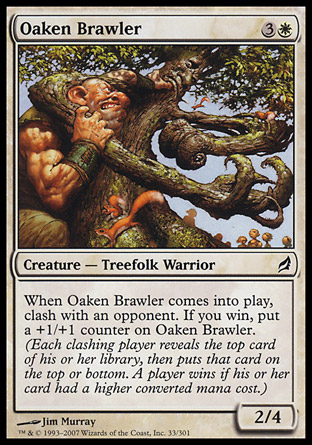 Oaken Brawler 3
Creature — Treefolk Warrior
When Oaken Brawler comes into play,
clash with an opponent. If you win, put
a +1/+1 counter on Oaken Brawler.
(Each clashing player reveals the top card
of his or her library, then puts that card on
the top or bottom. A player wins if his or her
card had a higher converted mana cost.)
Jim Murray
™ & © 1993–2007 Wizards of the Coast, Inc. 33/301
2/4